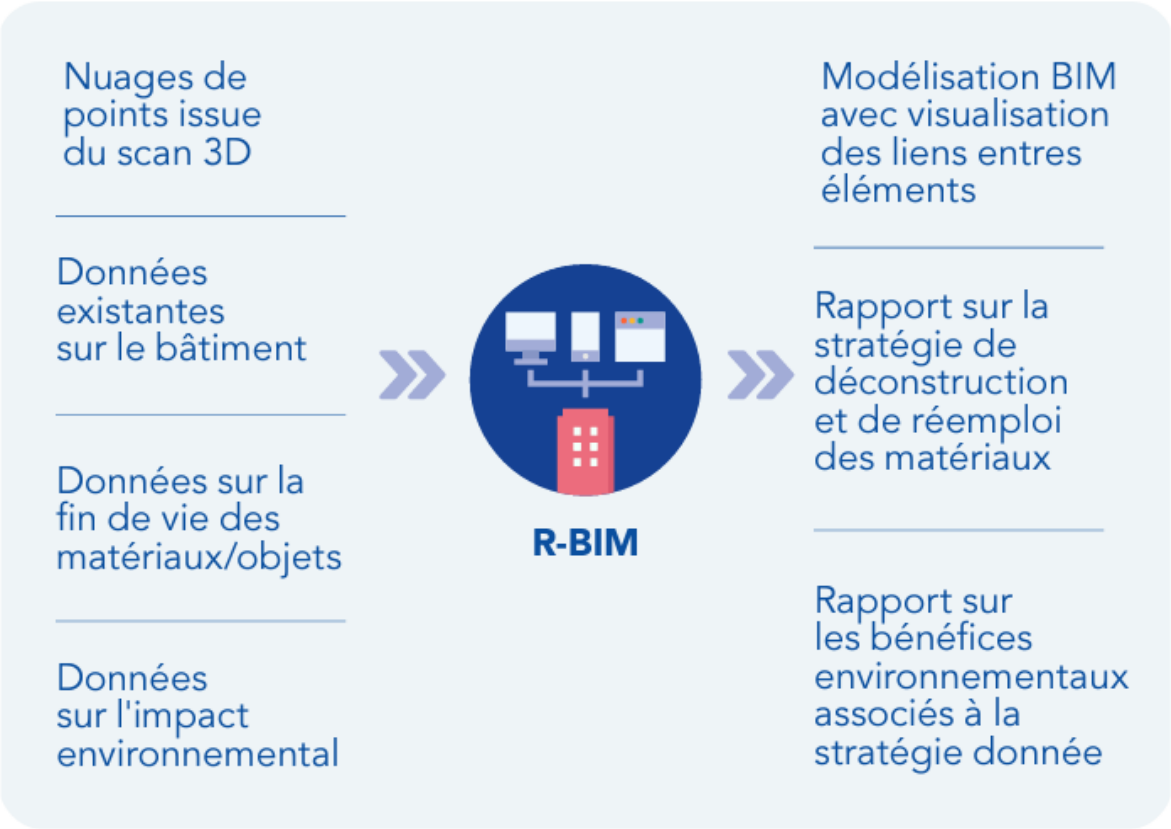 Nuages de
points issue
du scan 3D
Données
existantes
sur le bâtiment
Données sur la
fin de vie des
matériaux/objets
Données
sur l'impact
environnemental
R-BIM
Modélisation BIM
avec visualisation
des liens entres
éléments
Rapport sur la
stratégie de
déconstruction
et de réemploi
des matériaux
Rapport sur
les bénéfices
environnementaux
associés à la
stratégie donnée